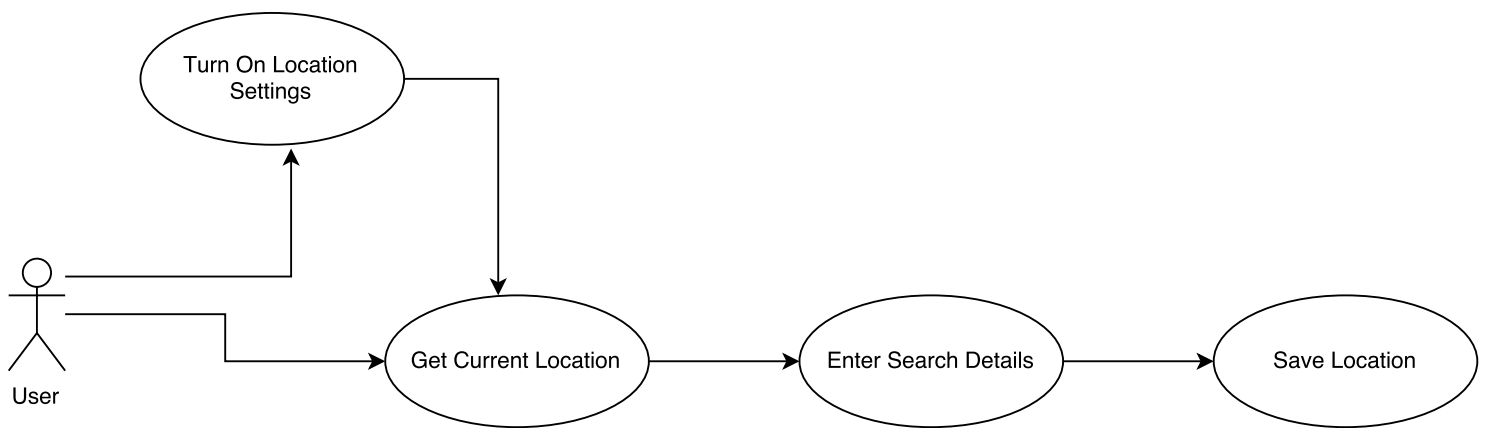 Turn On Location
Settings
Get Current Location
Enter Search Details
Save Location
User